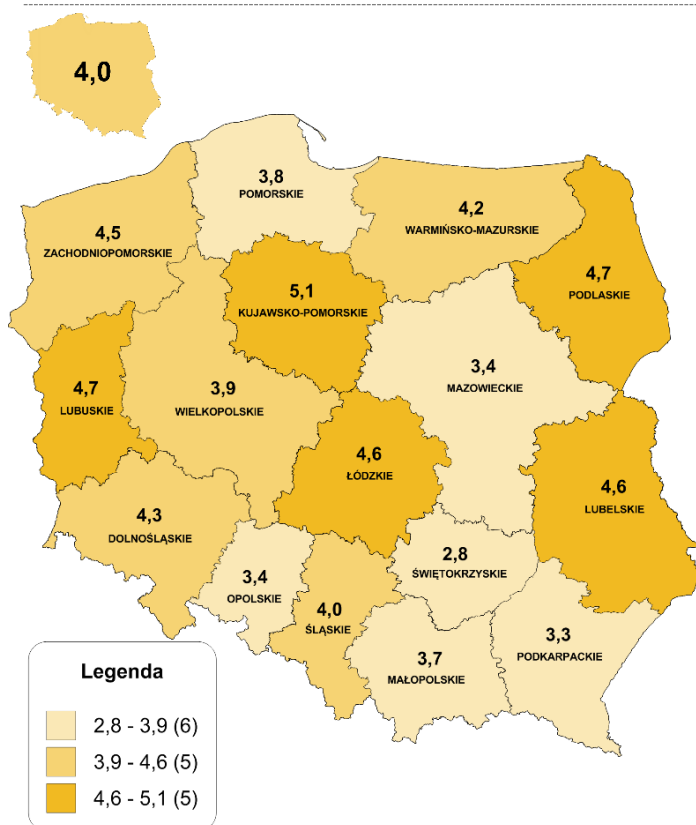 4,0
3,8
POMORSKIE
4,2
WARMIŃSKO-MAZURSKIE
4,5
ZACHODNIOPOMORSKIE
4,7
PODLASKIE
5,1
KUJAWSKO-POMORSKIE
3,4
MAZOWIECKIE
4,7
LUBUSKIE
3,9
WIELKOPOLSKIE
4,6
ŁÓDZKIE
4,6
LUBELSKIE
4,3
DOLNOŚLĄSKIE
2,8
ŚWIĘTOKRZYSKIE
3,4
OPOLSKIE
4,0
ŚLĄSKIE
3,3
PODKARPACKIE
3,7
MAŁOPOLSKIE
Legenda
2,8 - 3,9 (6)
3,9 - 4,6 (5)
4,6 - 5,1 (5)